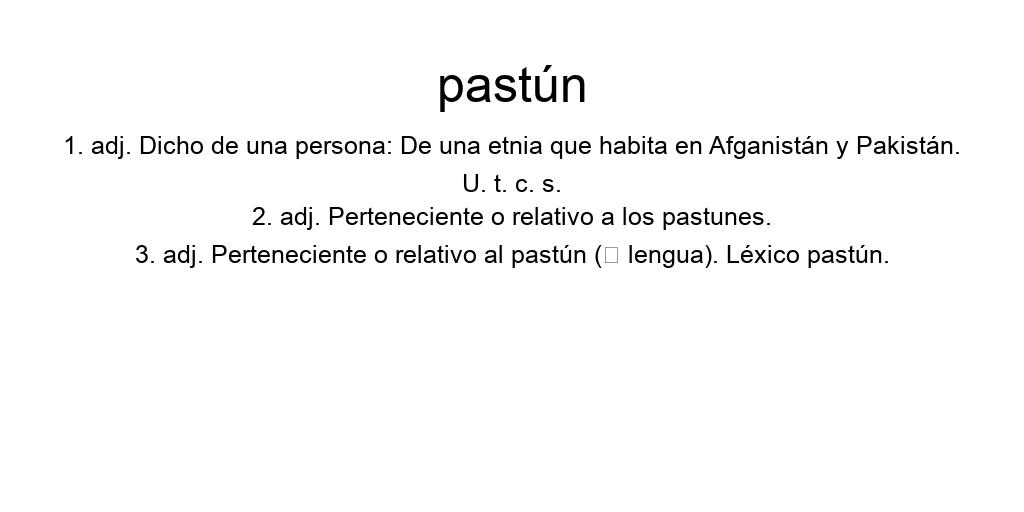 pastún
1. adj. Dicho de una persona: De una etnia que habita en Afganistán y Pakistán.
U. t. c. s.
2. adj. Perteneciente o relativo a los pastunes.
3. adj. Perteneciente o relativo al pastún (□ lengua). Léxico pastún.